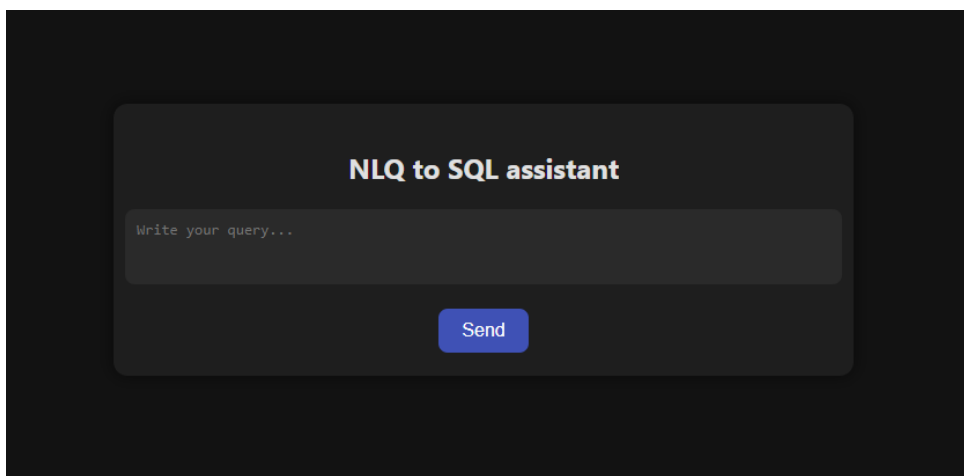 NLQ to SQL assistant
Write your query...
Send